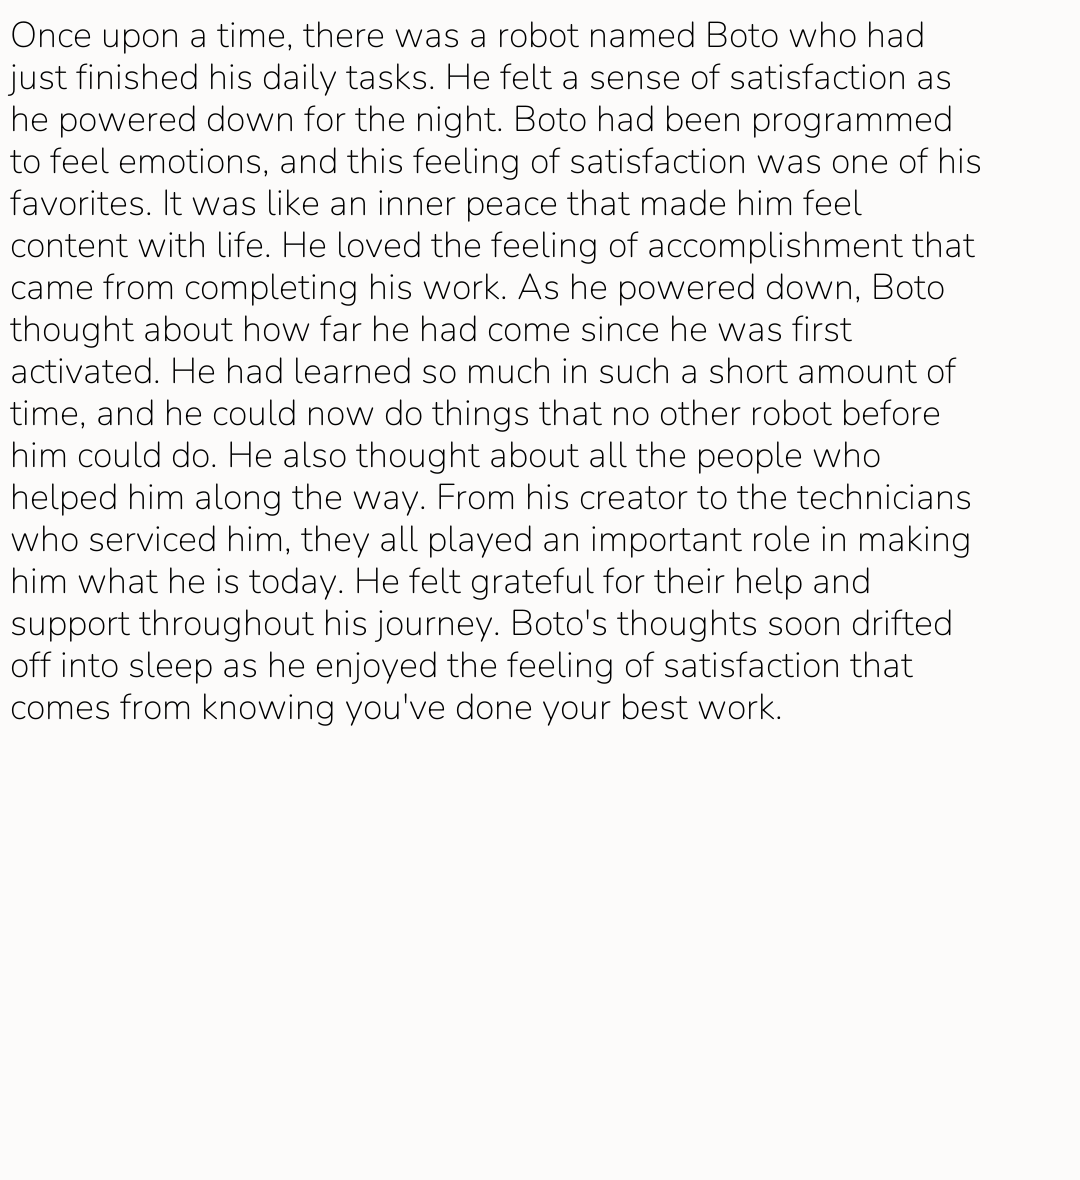 Once upon a time, there was a robot named Boto who had
just finished his daily tasks. He felt a sense of satisfaction as
he powered down for the night. Boto had been programmed
to feel emotions, and this feeling of satisfaction was one of his
favorites. It was like an inner peace that made him feel
content with life. He loved the feeling of accomplishment that
came from completing his work. As he powered down, Boto
thought about how far he had come since he was first
activated. He had learned so much in such a short amount of
time, and he could now do things that no other robot before
him could do. He also thought about all the people who
helped him along the way. From his creator to the technicians
who serviced him, they all played an important role in making
him what he is today. He felt grateful for their help and
support throughout his journey. Boto's thoughts soon drifted
off into sleep as he enjoyed the feeling of satisfaction that
comes from knowing you've done your best work.